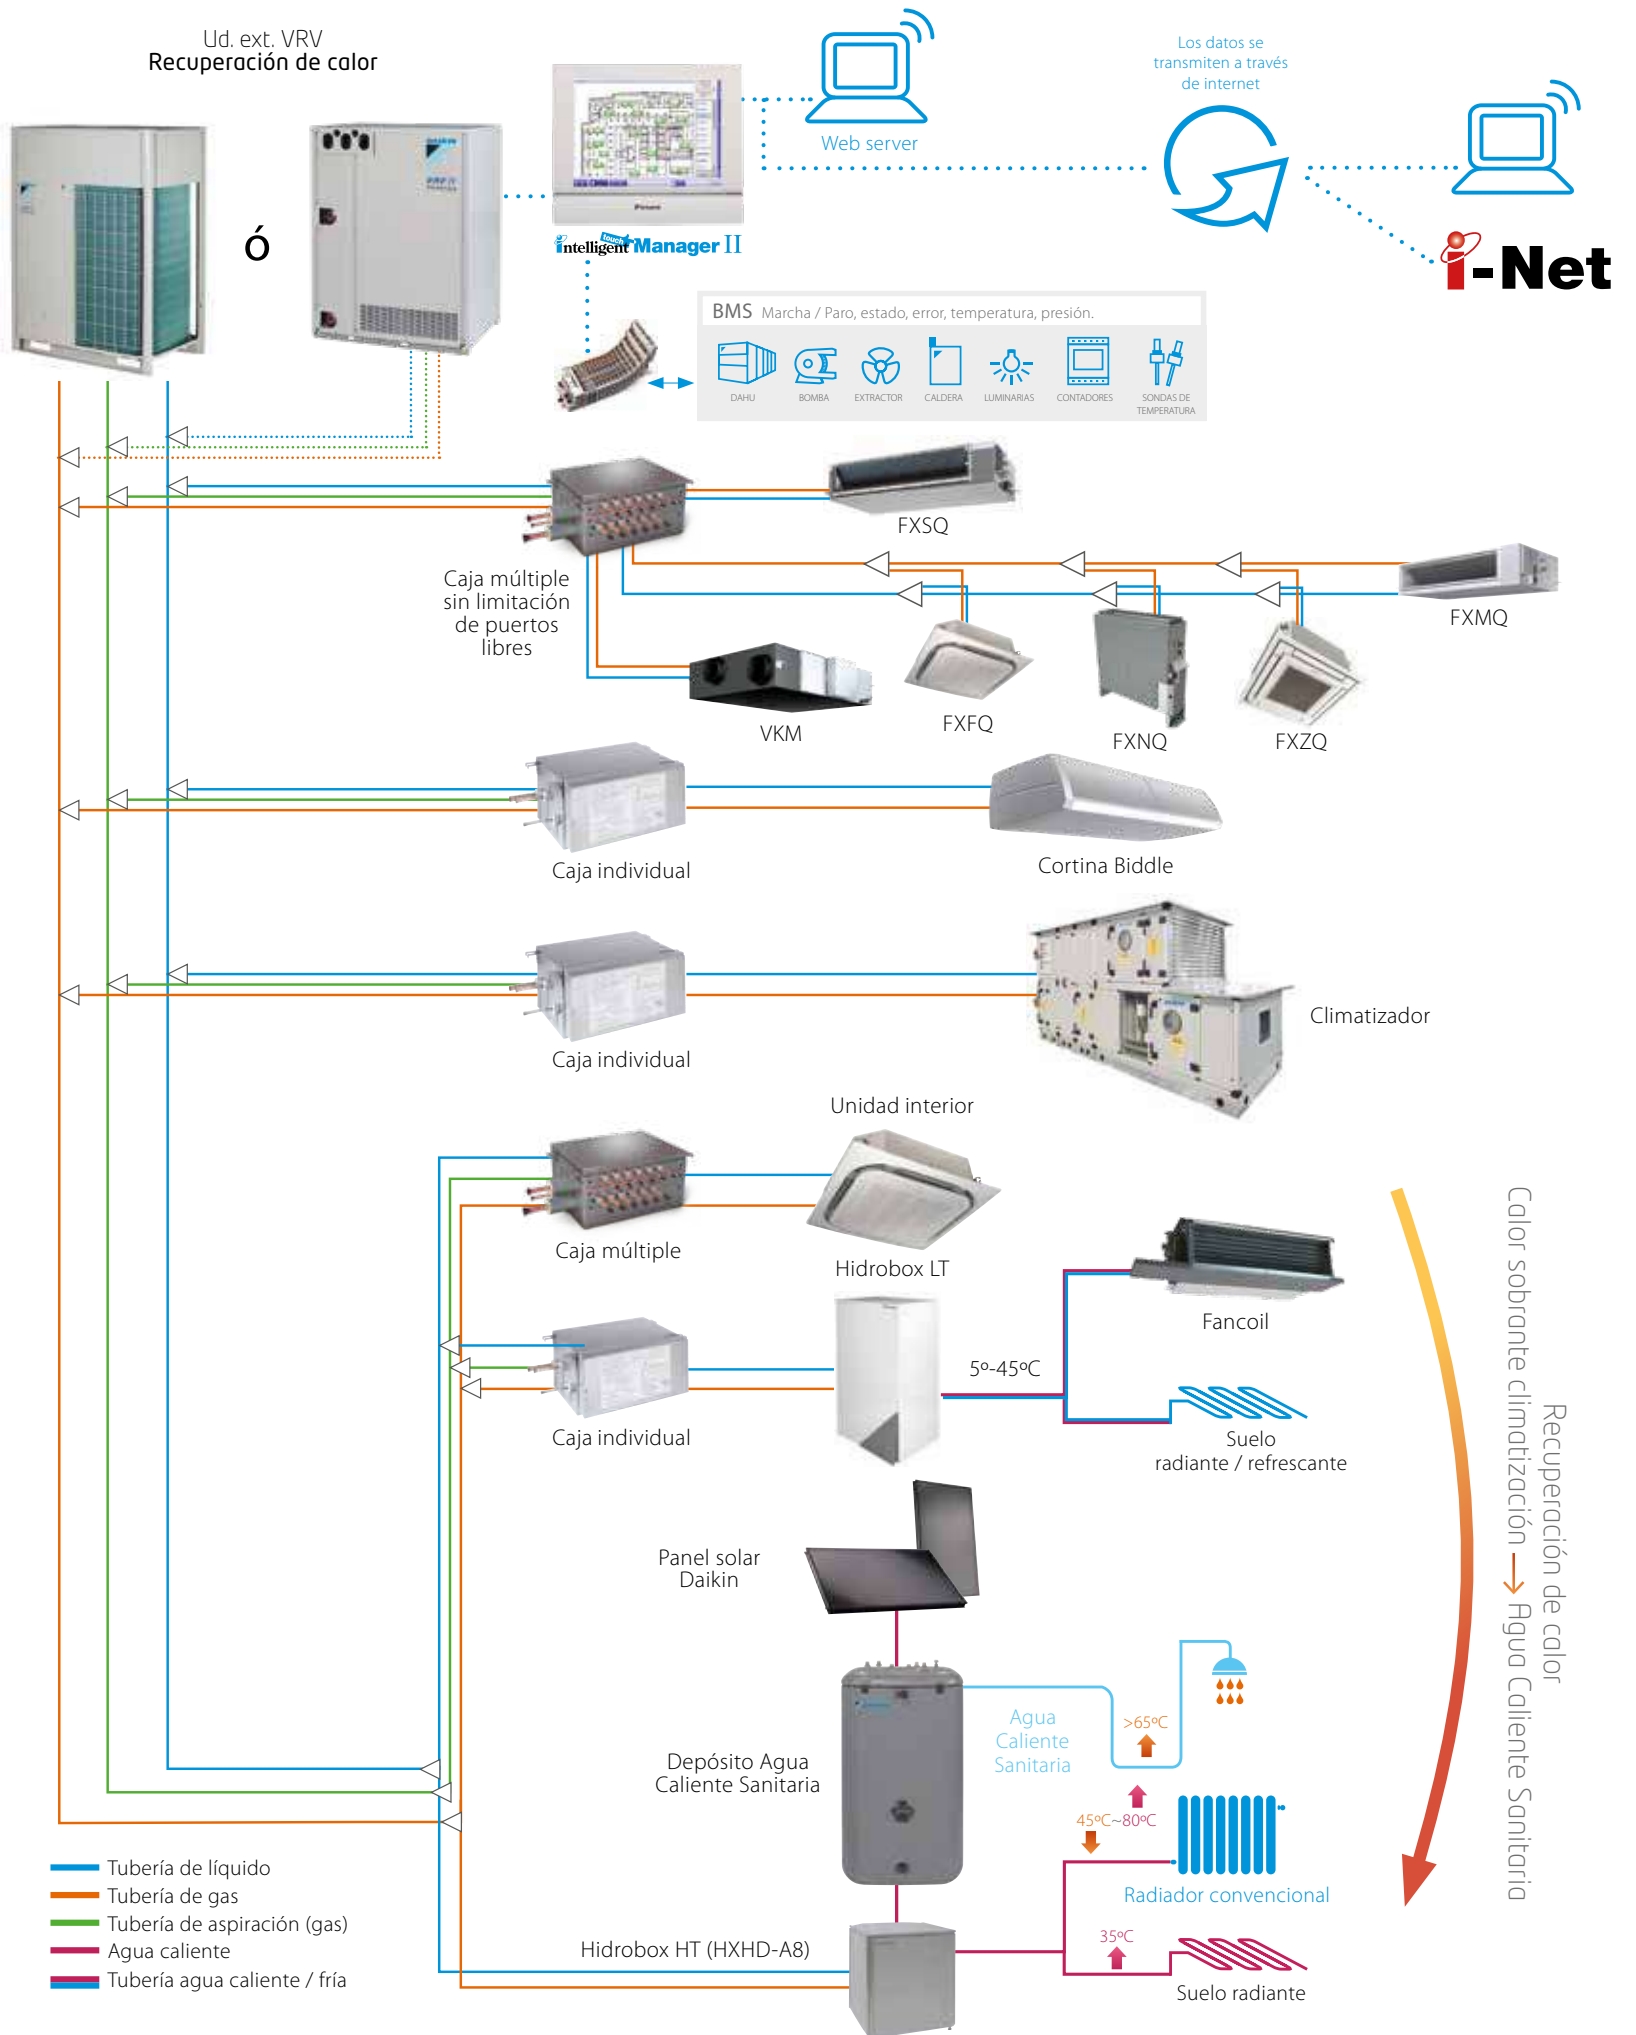 Ud. ext. VRV
Recuperación de calor
ó
intelligent touch Manager II
Web server
Los datos se
transmiten a través
de internet
i-Net
BMS Marcha / Paro, estado, error, temperatura, presión.
DAHU
BOMBA
EXTRACTOR
CALDERA
LUMINARIAS
CONTADORES
SONDAS DE
TEMPERATURA
FXSQ
Caja múltiple
sin limitación
de puertos
libres
FXMQ
VKM
FXFQ
FXNQ
FXZQ
Caja individual
Cortina Biddle
Caja individual
Climatizador
Unidad interior
Caja múltiple
Hidrobox LT
Fancoil
5º-45ºC
Caja individual
Suelo
radiante / refrescante
Panel solar
Daikin
Recuperación de calor
Calor sobrante climatización → Agua Caliente Sanitaria
Agua
Caliente
Sanitaria
>65ºC
Depósito Agua
Caliente Sanitaria
45ºC~80ºC
Radiador convencional
Tubería de líquido
Tubería de gas
Tubería de aspiración (gas)
Agua caliente
Tubería agua caliente / fría
Hidrobox HT (HXHD-A8)
35ºC
Suelo radiante